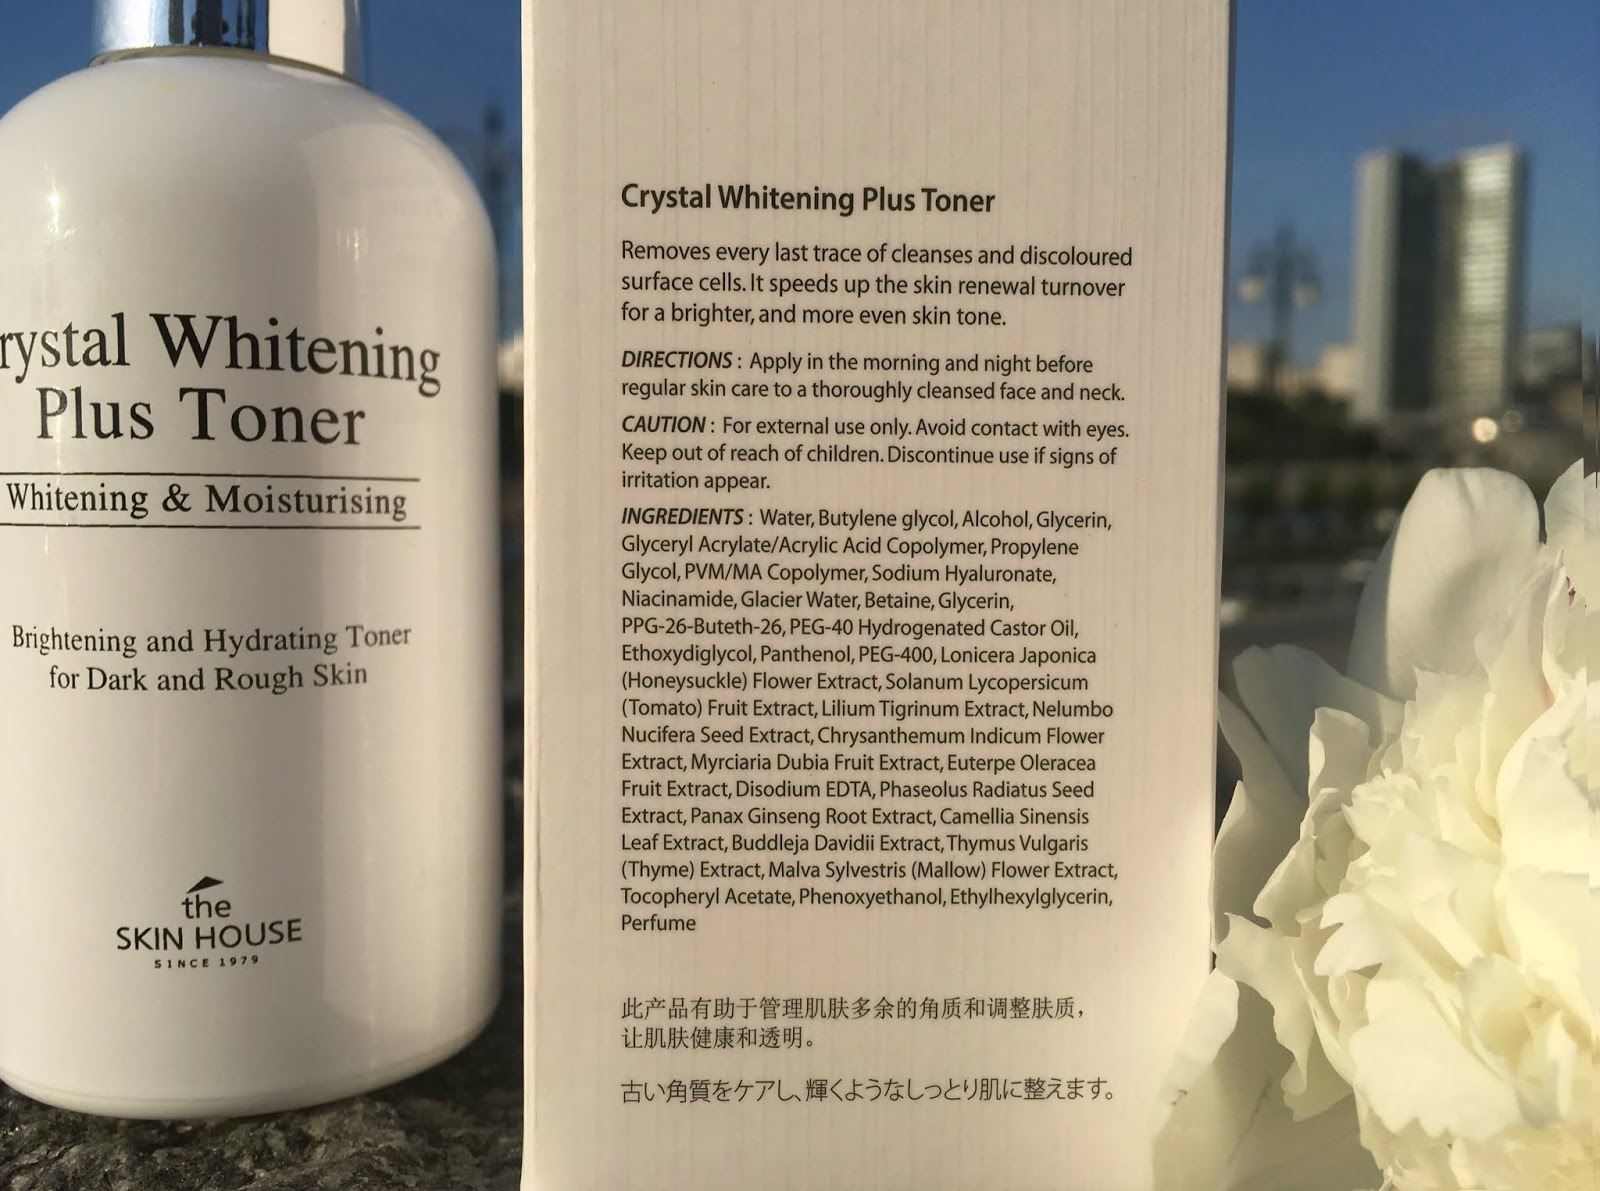 rystal Whitening
Plus Toner
Whitening & Moisturising
Brightening and Hydrating Toner
for Dark and Rough Skin
the
SKIN HOUSE
SINCE 1979
Crystal Whitening Plus Toner
Removes every last trace of cleanses and discoloured
surface cells. It speeds up the skin renewal turnover
for a brighter, and more even skin tone.
DIRECTIONS : Apply in the morning and night before
regular skin care to a thoroughly cleansed face and neck.
CAUTION : For external use only. Avoid contact with eyes.
Keep out of reach of children. Discontinue use if signs of
irritation appear.
INGREDIENTS : Water, Butylene glycol, Alcohol, Glycerin,
Glyceryl Acrylate/Acrylic Acid Copolymer, Propylene
Glycol, PVM/MA Copolymer, Sodium Hyaluronate,
Niacinamide, Glacier Water, Betaine, Glycerin,
PPG-26-Buteth-26, PEG-40 Hydrogenated Castor Oil,
Ethoxydiglycol, Panthenol, PEG-400, Lonicera Japonica
(Honeysuckle) Flower Extract, Solanum Lycopersicum
(Tomato) Fruit Extract, Lilium Tigrinum Extract, Nelumbo
Nucifera Seed Extract, Chrysanthemum Indicum Flower
Extract, Myrciaria Dubia Fruit Extract, Euterpe Oleracea
Fruit Extract, Disodium EDTA, Phaseolus Radiatus Seed
Extract, Panax Ginseng Root Extract, Camellia Sinensis
Leaf Extract, Buddleja Davidii Extract, Thymus Vulgaris
(Thyme) Extract, Malva Sylvestris (Mallow) Flower Extract,
Tocopheryl Acetate, Phenoxyethanol, Ethylhexylglycerin,
Perfume
此产品有助于管理肌肤多余的角质和调整肤质，
让肌肤健康和透明。
古い角質をケアし、輝くようなしっとり肌に整えます。